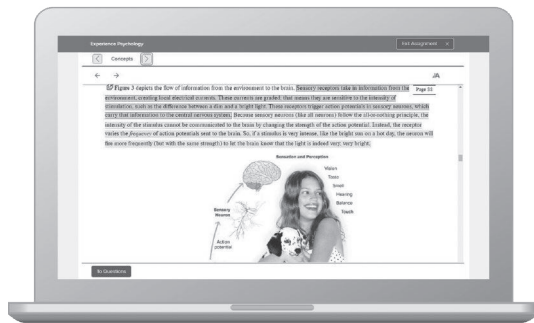 Experience Psychology
Exit Assignment ×
< Concepts >
← →
Figure 3 depicts the flow of information from the environment to the brain. Sensory receptors take in information from the
Page 83
environment, creating local electrical currents. These currents are graded; that means they are sensitive to the intensity of
stimulation, such as the difference between a dim and a bright light. These receptors trigger action potentials in sensory neurons, which
carry that information to the central nervous system. Because sensory neurons (like all neurons) follow the all-or-nothing principle, the
intensity of the stimulus cannot be communicated to the brain by changing the strength of the action potential. Instead, the receptor
varies the frequency of action potentials sent to the brain. So, if a stimulus is very intense, like the bright sun on a hot day, the neuron will
fire more frequently (but with the same strength) to let the brain know that the light is indeed very, very bright.
Sensation and Perception
Vision
Taste
Smell
Hearing
Balance
Touch
Sensory
Neuron
Action
potential
To Questions